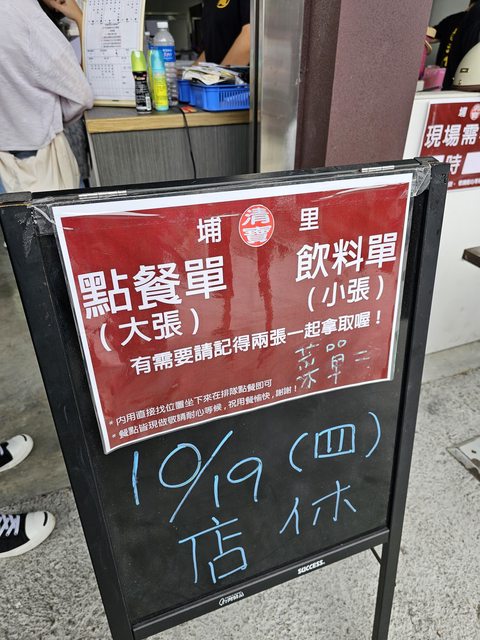 埔 清寶 里
點餐單 飲料單
(大張) (小張)
有需要請記得兩張一起拿取喔！
菜單
* 內用直接找位置坐下來在排隊點餐即可
* 餐點皆現做敬請耐心等候，祝用餐愉快，謝謝！
10/19 (四)
店休
SUCCESS.
埔
現場需
時